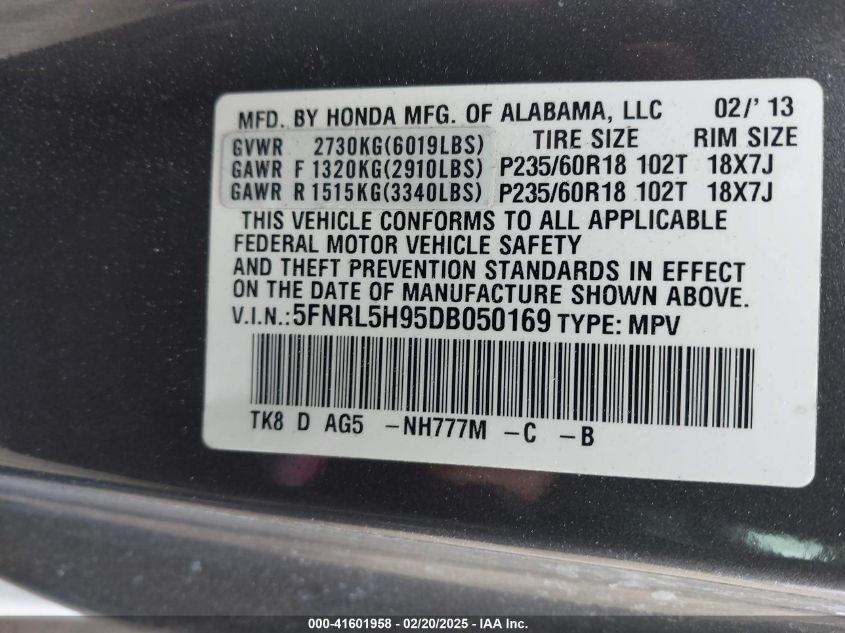 MFD. BY HONDA MFG. OF ALABAMA, LLC 02/' 13
GVWR 2730KG(6019LBS) TIRE SIZE RIM SIZE
GAWR F 1320KG(2910LBS) P235/60R18 102T 18X7J
GAWR R 1515KG(3340LBS) P235/60R18 102T 18X7J
THIS VEHICLE CONFORMS TO ALL APPLICABLE
FEDERAL MOTOR VEHICLE SAFETY
AND THEFT PREVENTION STANDARDS IN EFFECT
ON THE DATE OF MANUFACTURE SHOWN ABOVE.
V.I.N.:5FNRL5H95DB050169 TYPE: MPV
TK8 D AG5 -NH777M -C -B
000-41601958 - 02/20/2025 - IAA Inc.